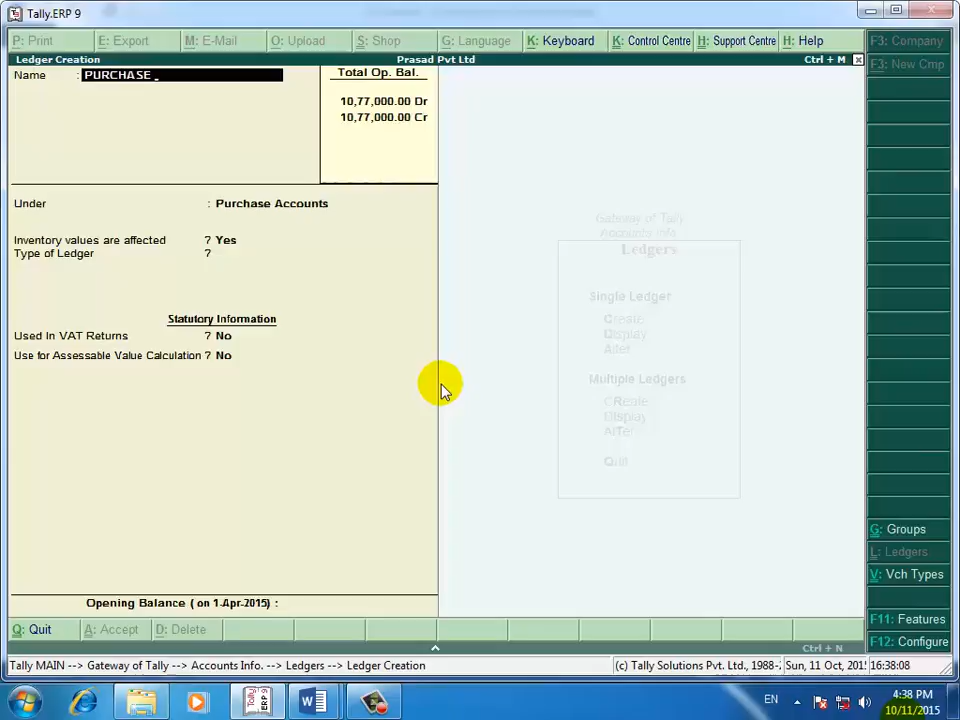 Tally.ERP 9
P: Print E: Export M: E-Mail O: Upload S: Shop G: Language K: Keyboard K: Control Centre H: Support Centre H: Help F3: Company
Ledger Creation Prasad Pvt Ltd Ctrl + M
F3: New Cmp
Name : PURCHASE _
Total Op. Bal.
10,77,000.00 Dr
10,77,000.00 Cr
Under : Purchase Accounts
Inventory values are affected ? Yes
Type of Ledger ?
Statutory Information
Used In VAT Returns ? No
Use for Assessable Value Calculation ? No
Opening Balance ( on 1-Apr-2015) :
Gateway of Tally
Accounts Info.
Ledgers
Single Ledger
Create
Display
Alter
Multiple Ledgers
CReate
DIsplay
AlTer
Quit
G: Groups
L: Ledgers
V: Vch Types
F11: Features
F12: Configure
Q: Quit A: Accept D: Delete
Ctrl + N
Tally MAIN --> Gateway of Tally --> Accounts Info. --> Ledgers --> Ledger Creation (c) Tally Solutions Pvt. Ltd., 1988- Sun, 11 Oct, 201 16:38:08
Tally ERP 9
EN
4:38 PM
10/11/2015